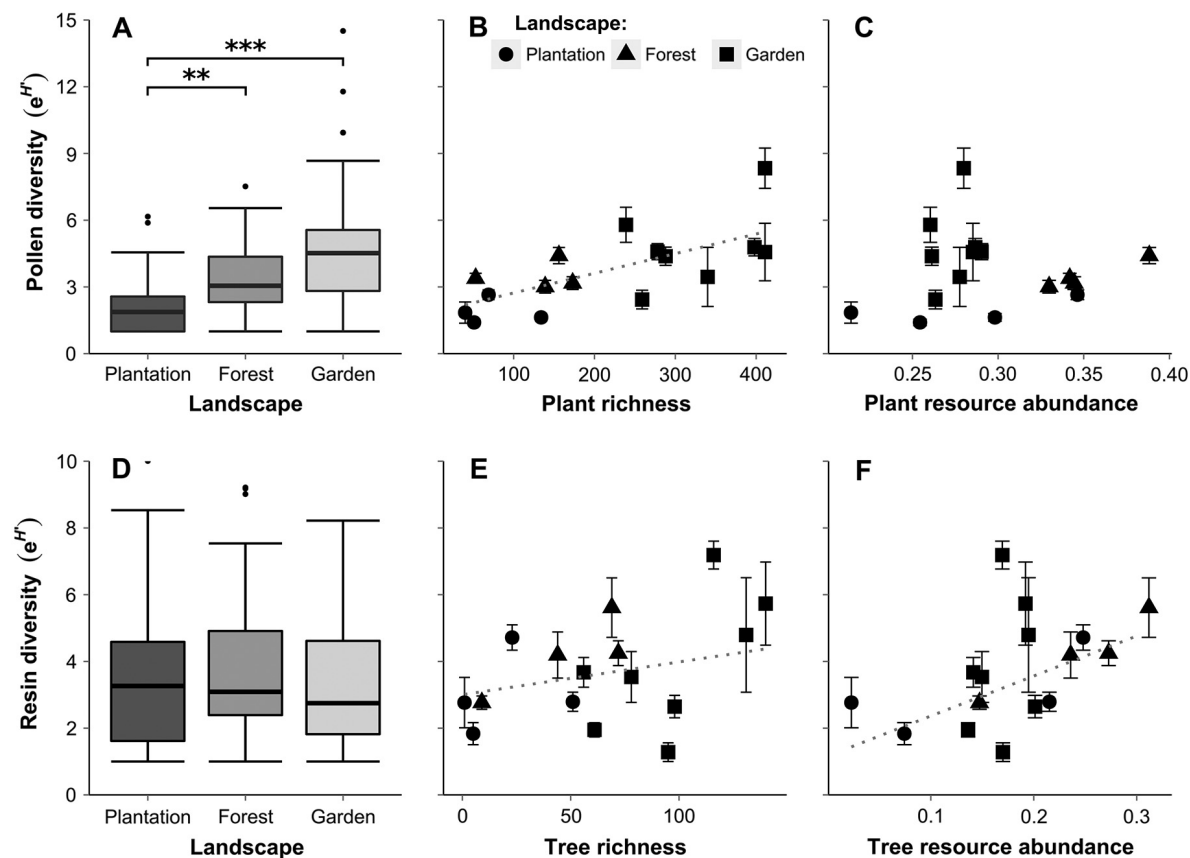 A
B
C
Landscape:
Plantation Forest Garden
***
**
Pollen diversity (e^H')
15
12
9
6
3
0
Plantation Forest Garden
Landscape
100 200 300 400
Plant richness
0.25 0.30 0.35 0.40
Plant resource abundance
D
E
F
Resin diversity (e^H')
10
8
6
4
2
0
Plantation Forest Garden
Landscape
0 50 100
Tree richness
0.1 0.2 0.3
Tree resource abundance